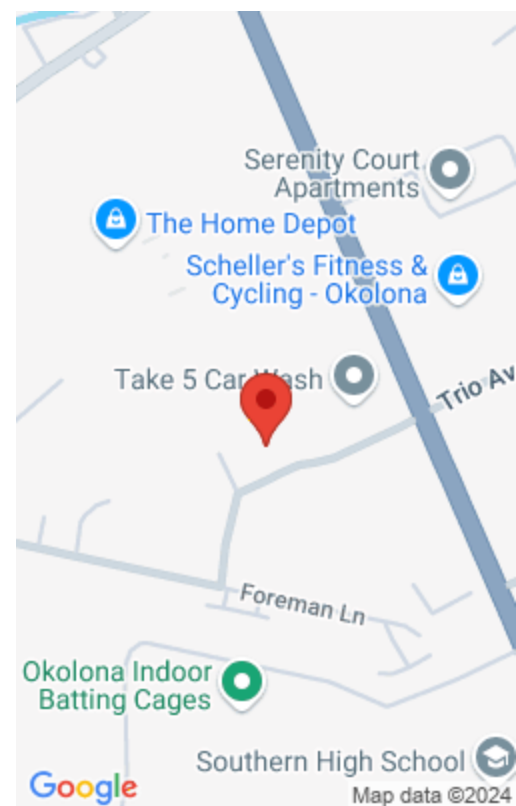 Serenity Court
Apartments
The Home Depot
Scheller's Fitness &
Cycling - Okolona
Take 5 Car Wash
Trio Av
Foreman Ln
Okolona Indoor
Batting Cages
Southern High School
Google
Map data ©2024